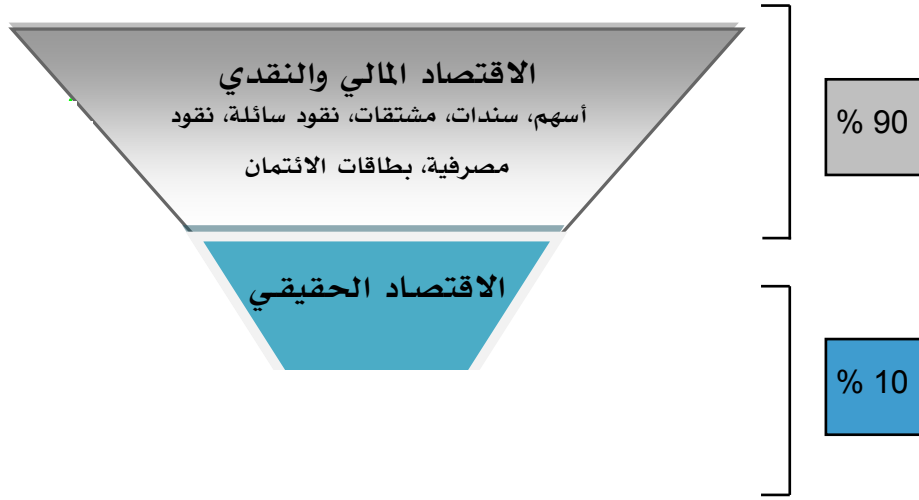 الاقتصاد المالي والنقدي
أسهم، سندات، مشتقات، نقود سائلة، نقود
مصرفية، بطاقات الائتمان
% 90
الاقتصاد الحقيقي
% 10